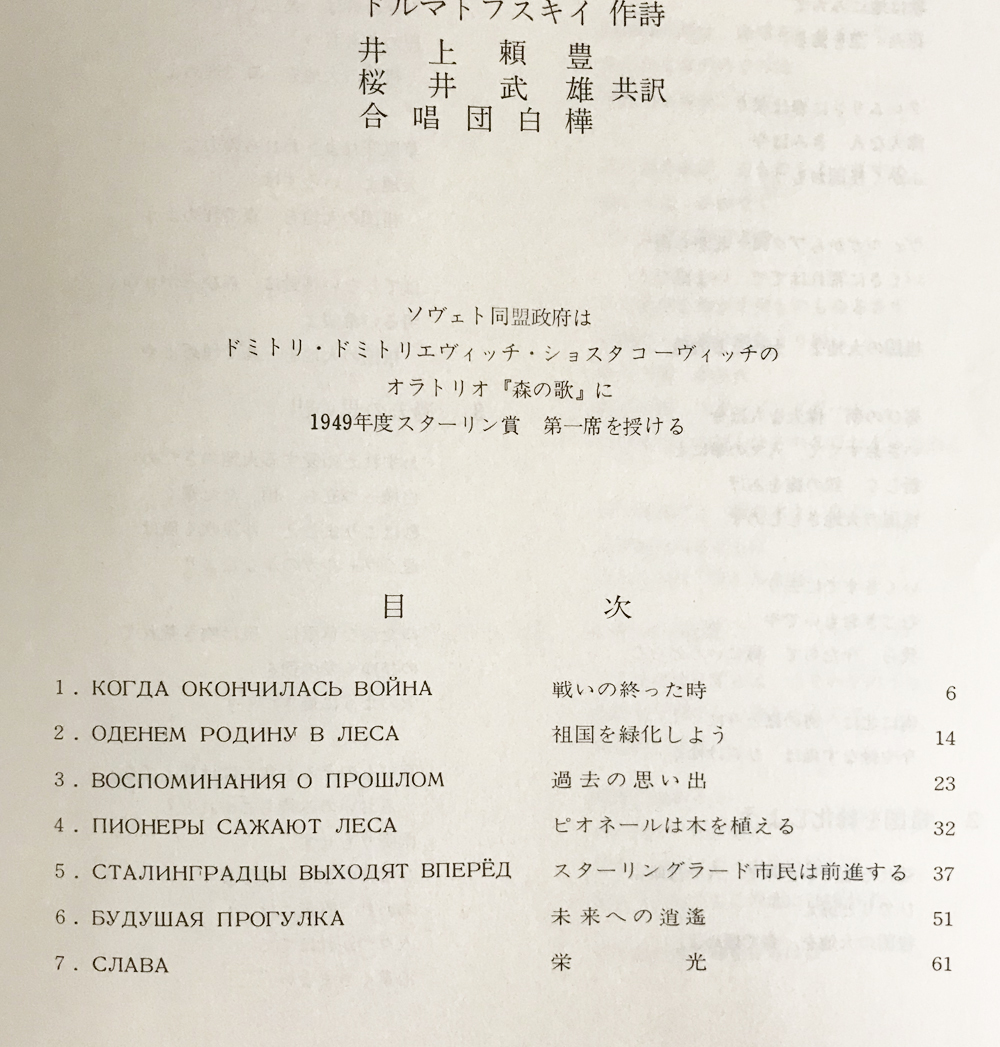 ドルマトフスキイ 作詩
井上頼豊
桜井武雄 共訳
合唱団白樺
ソヴェト同盟政府は
ドミトリ・ドミトリエヴィッチ・ショスタコーヴィッチの
オラトリオ『森の歌』に
1949年度スターリン賞 第一席を授ける
目次
1. КОГДА ОКОНЧИЛАСЬ ВОЙНА 戦いの終った時 6
2. ОДЕНЕМ РОДИНУ В ЛЕСА 祖国を緑化しよう 14
3. ВОСПОМИНАНИЯ О ПРОШЛОМ 過去の思い出 23
4. ПИОНЕРЫ САЖАЮТ ЛЕСА ピオネールは木を植える 32
5. СТАЛИНГРАДЦЫ ВЫХОДЯТ ВПЕРЁД スターリングラード市民は前進する 37
6. БУДУШАЯ ПРОГУЛКА 未来への逍遙 51
7. СЛАВА 栄光 61